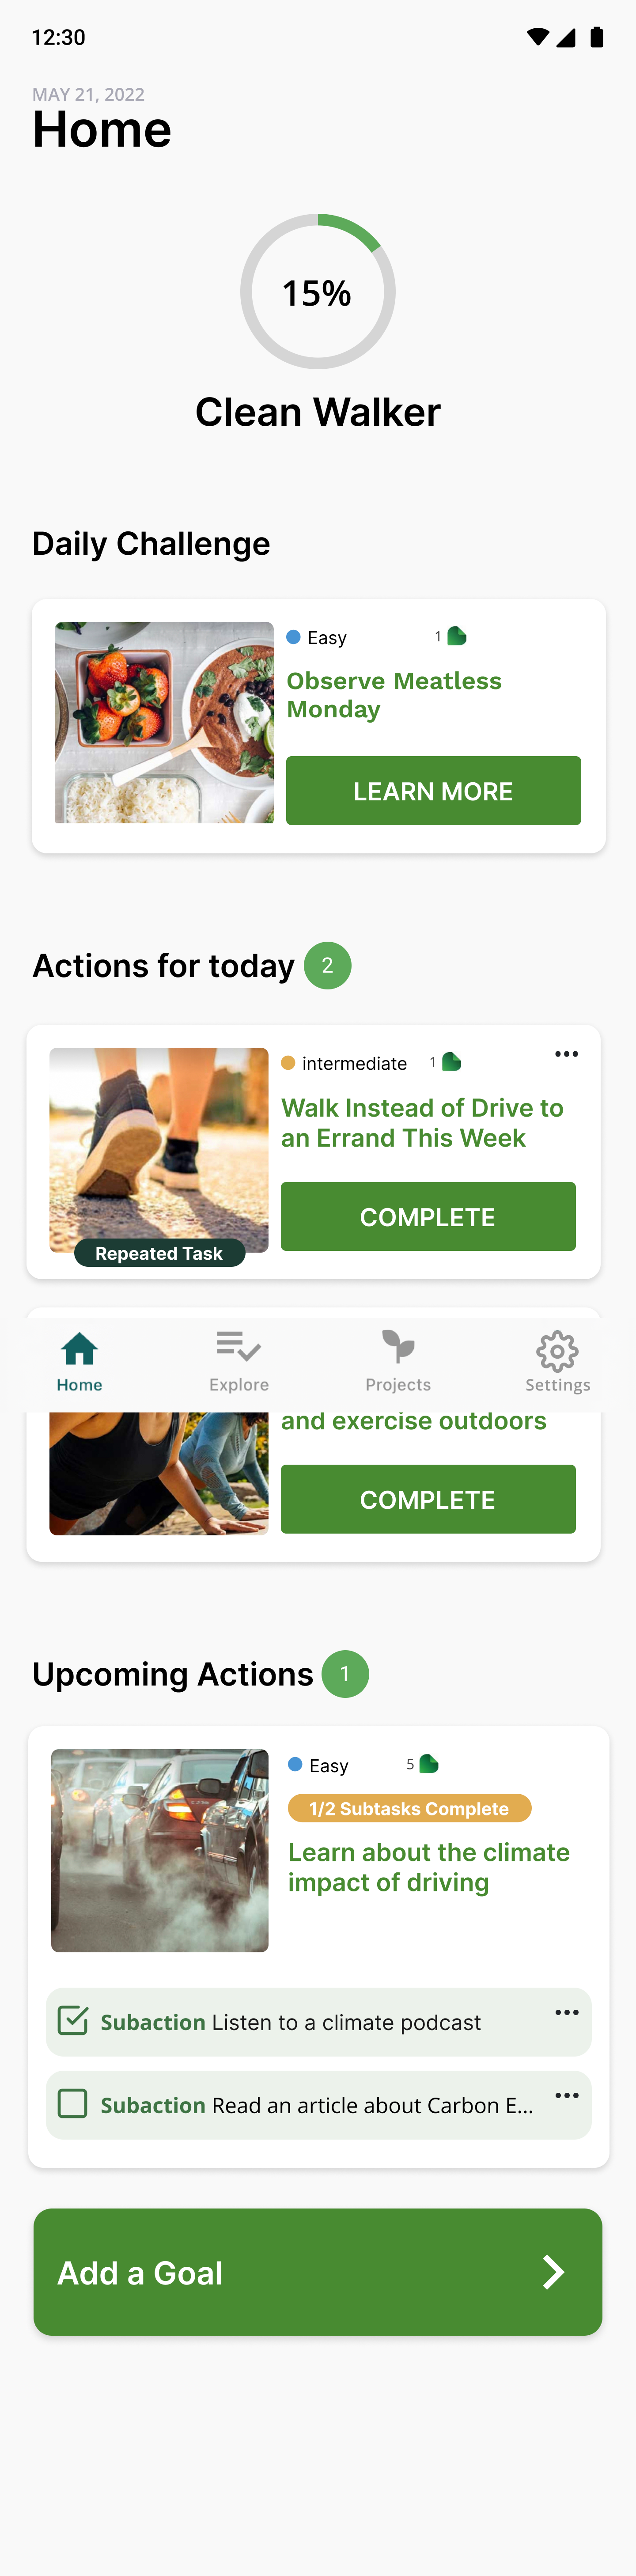 12:30
MAY 21, 2022
Home
15%
Clean Walker
Daily Challenge
Easy 1
Observe Meatless
Monday
LEARN MORE
Actions for today 2
intermediate 1
Walk Instead of Drive to
an Errand This Week
COMPLETE
Repeated Task
Home Explore Projects Settings
and exercise outdoors
COMPLETE
Upcoming Actions 1
Easy 5
1/2 Subtasks Complete
Learn about the climate
impact of driving
Subaction Listen to a climate podcast
Subaction Read an article about Carbon E...
Add a Goal